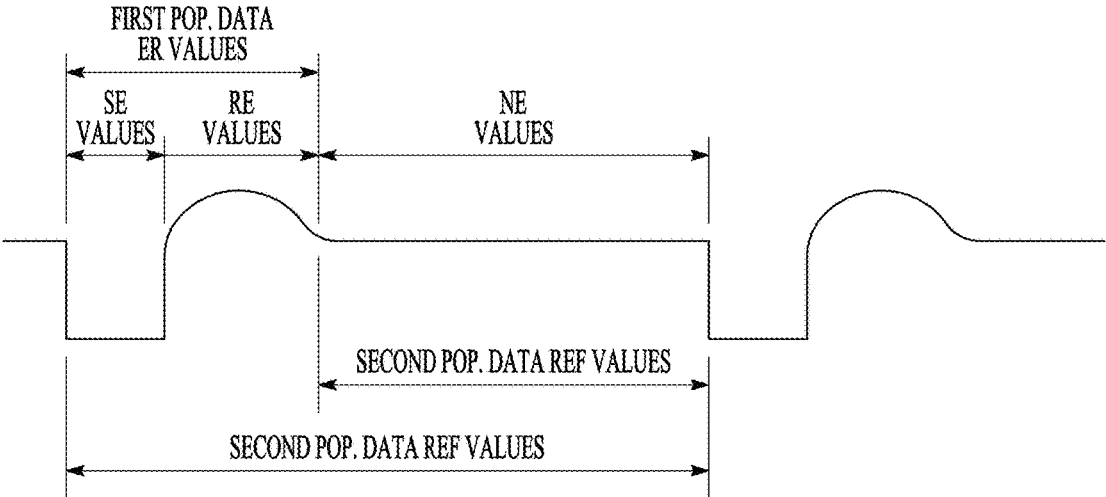 FIRST POP. DATA
ER VALUES
SE
VALUES
RE
VALUES
NE
VALUES
SECOND POP. DATA REF VALUES
SECOND POP. DATA REF VALUES